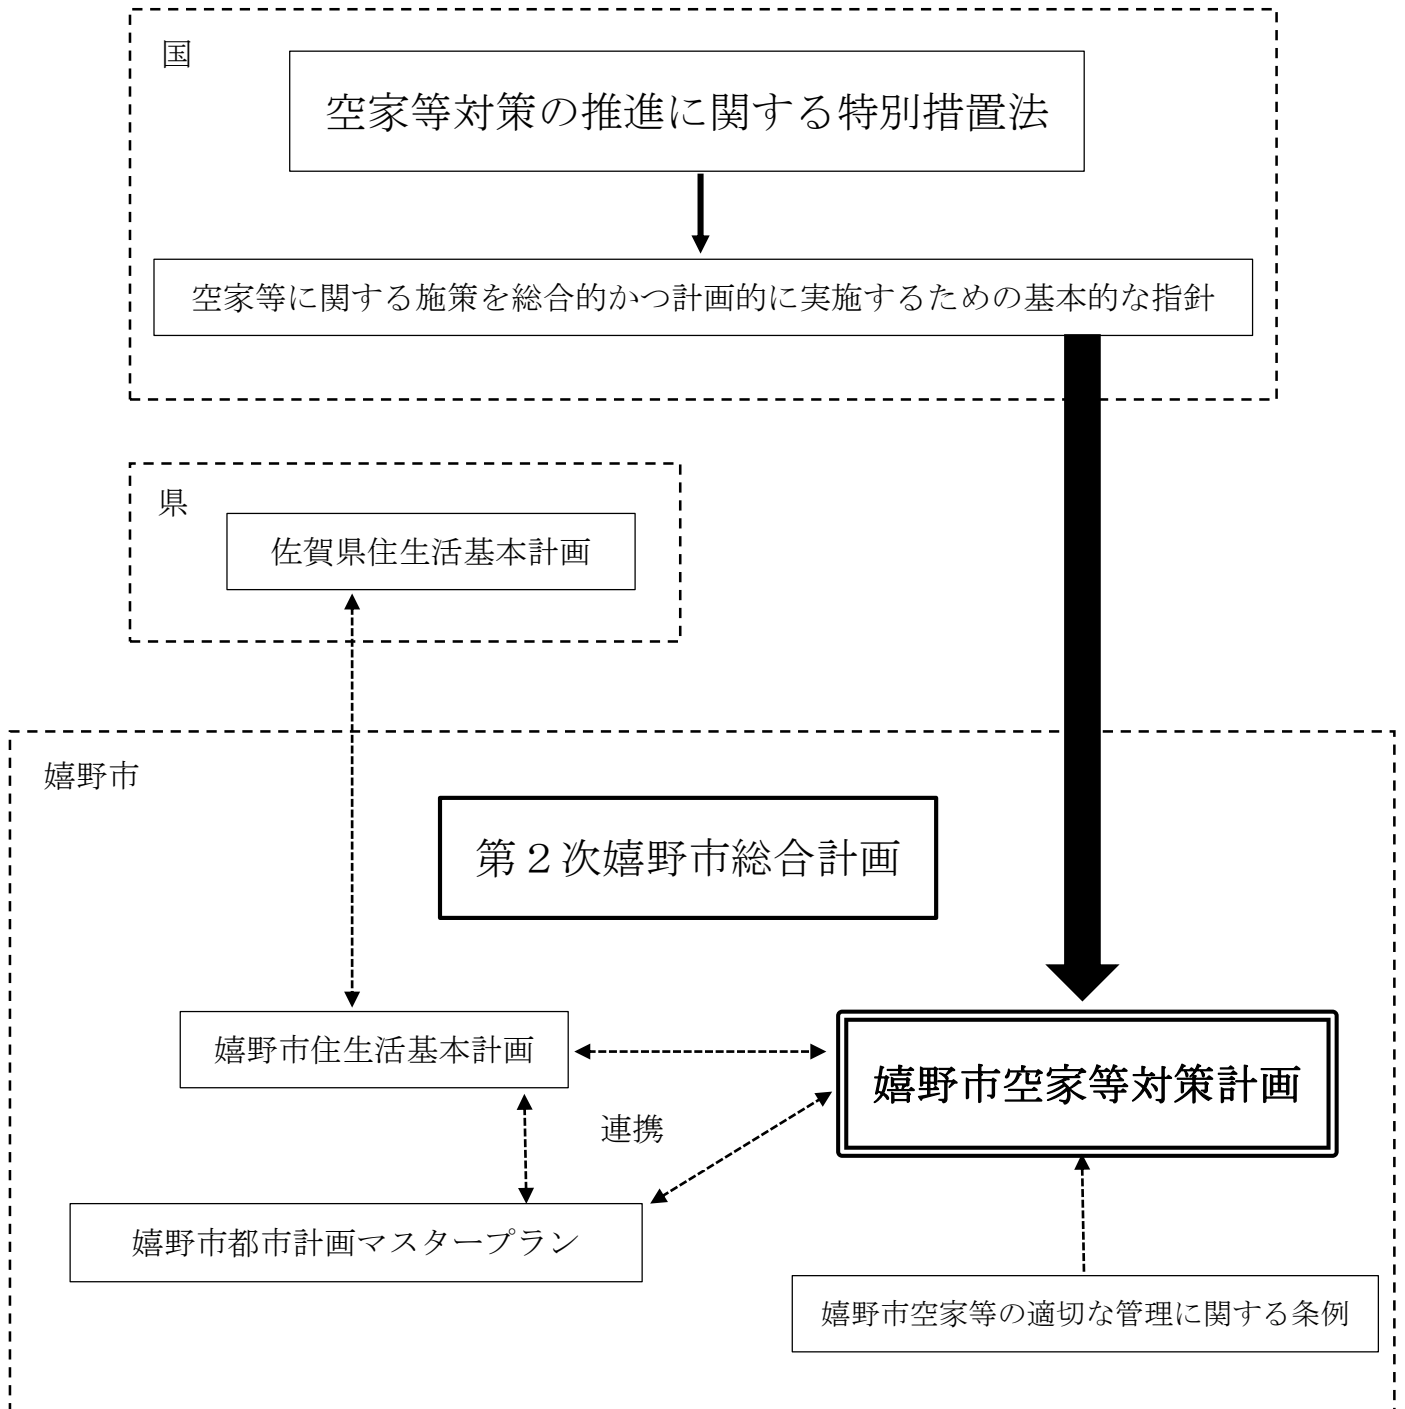 国
空家等対策の推進に関する特別措置法
空家等に関する施策を総合的かつ計画的に実施するための基本的な指針
県
佐賀県住生活基本計画
嬉野市
第２次嬉野市総合計画
嬉野市住生活基本計画
嬉野市空家等対策計画
連携
嬉野市都市計画マスタープラン
嬉野市空家等の適切な管理に関する条例